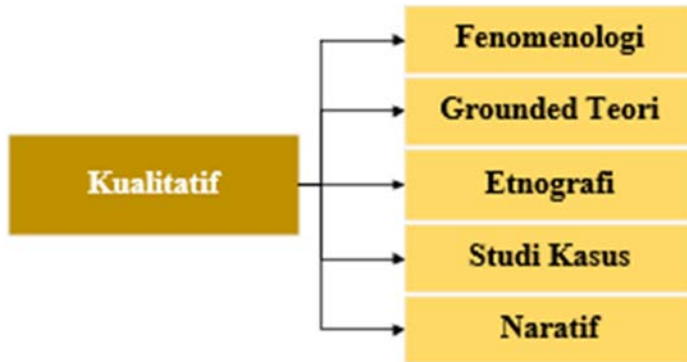 Kualitatif
Fenomenologi
Grounded Teori
Etnografi
Studi Kasus
Naratif